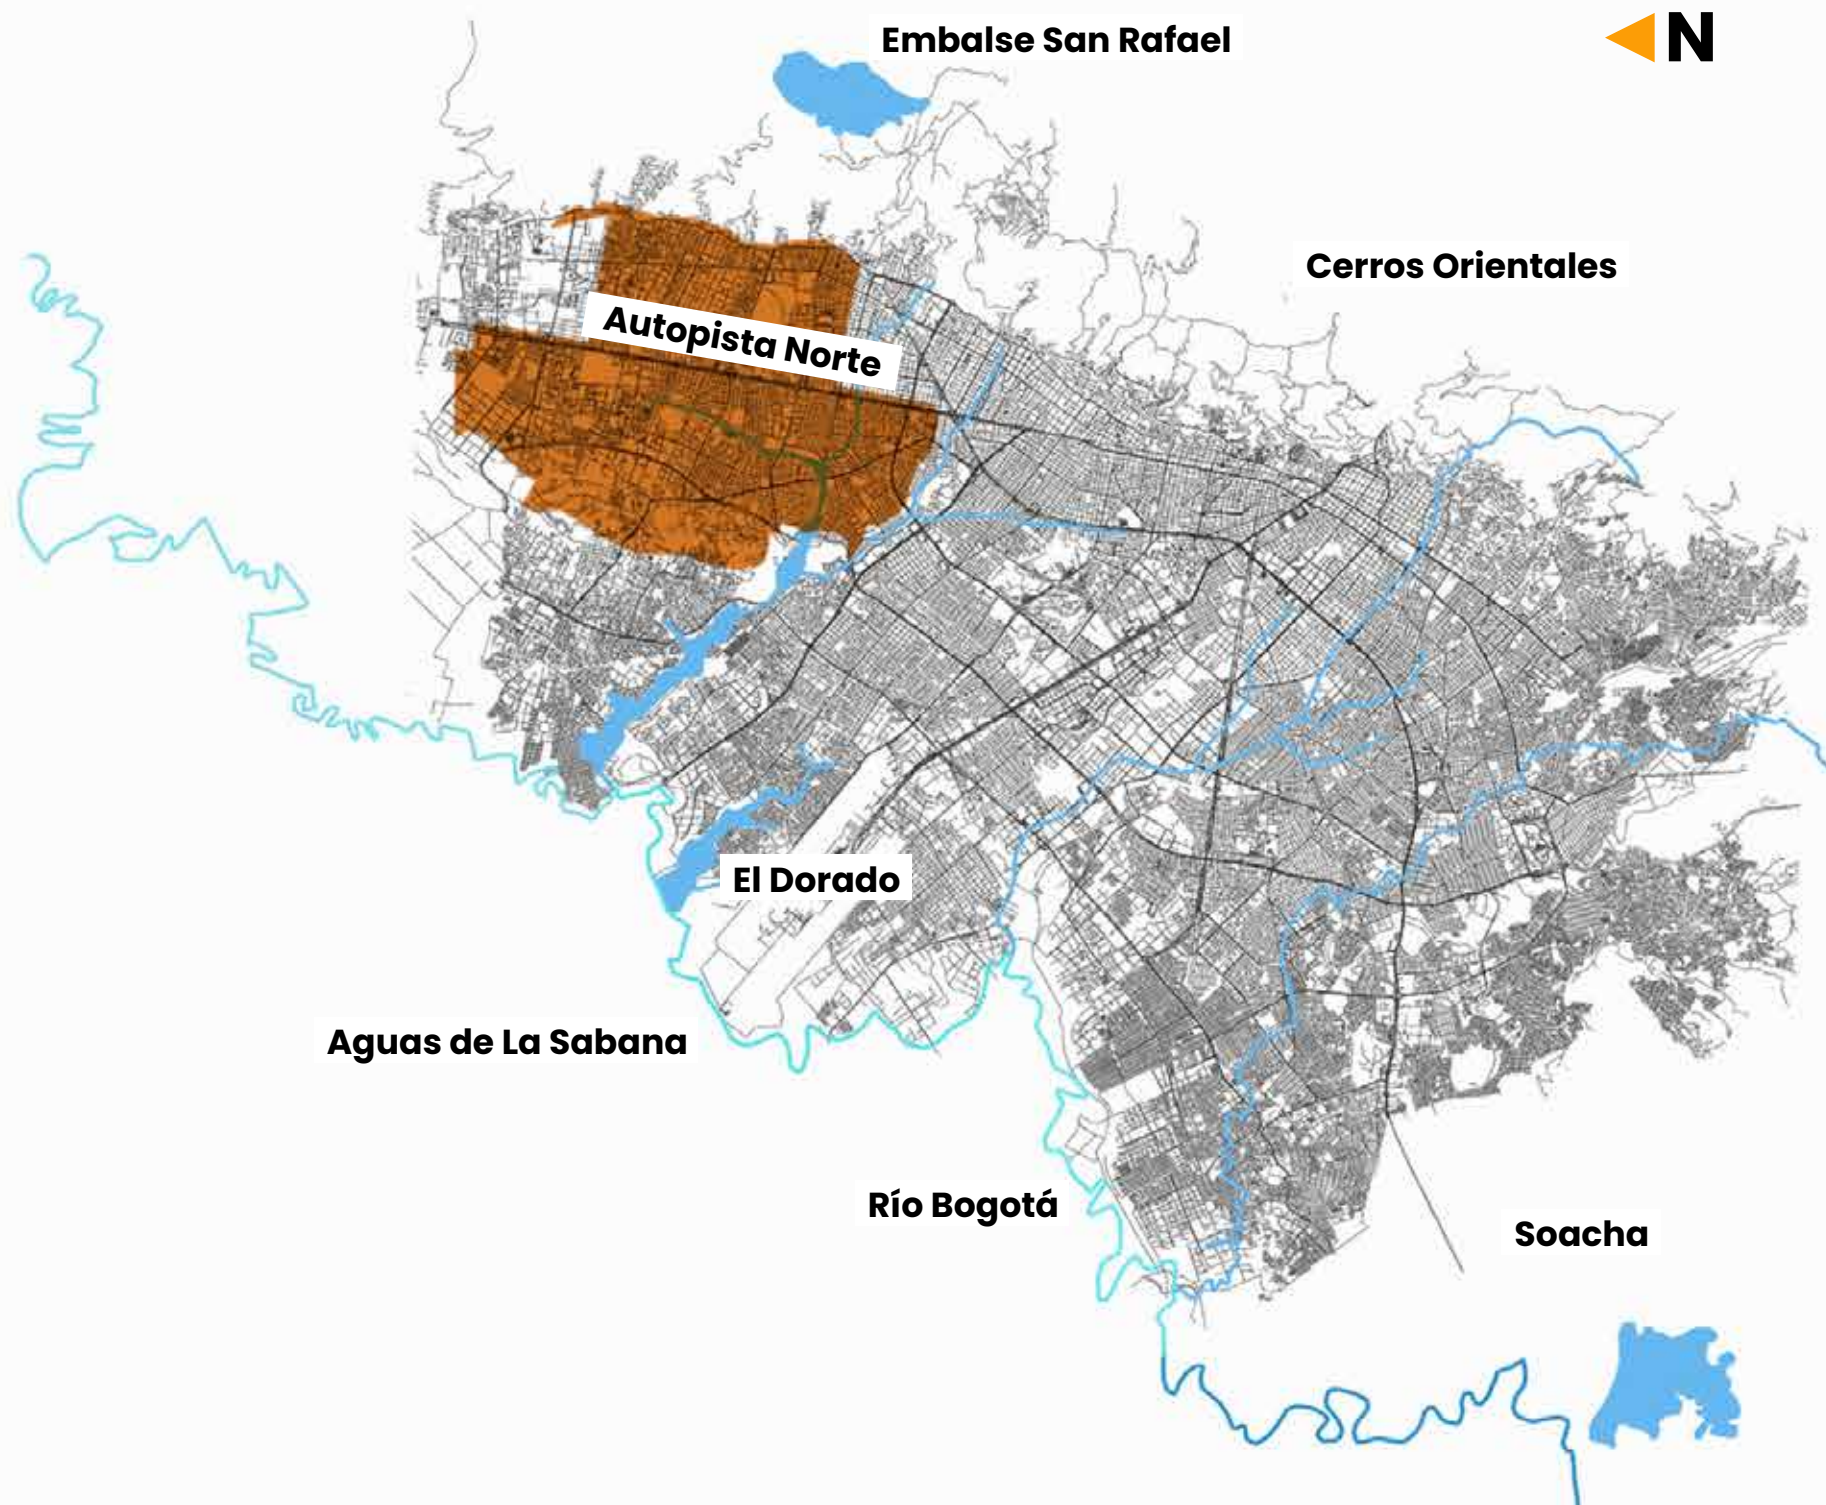 Embalse San Rafael
N
Cerros Orientales
Autopista Norte
El Dorado
Aguas de La Sabana
Río Bogotá
Soacha